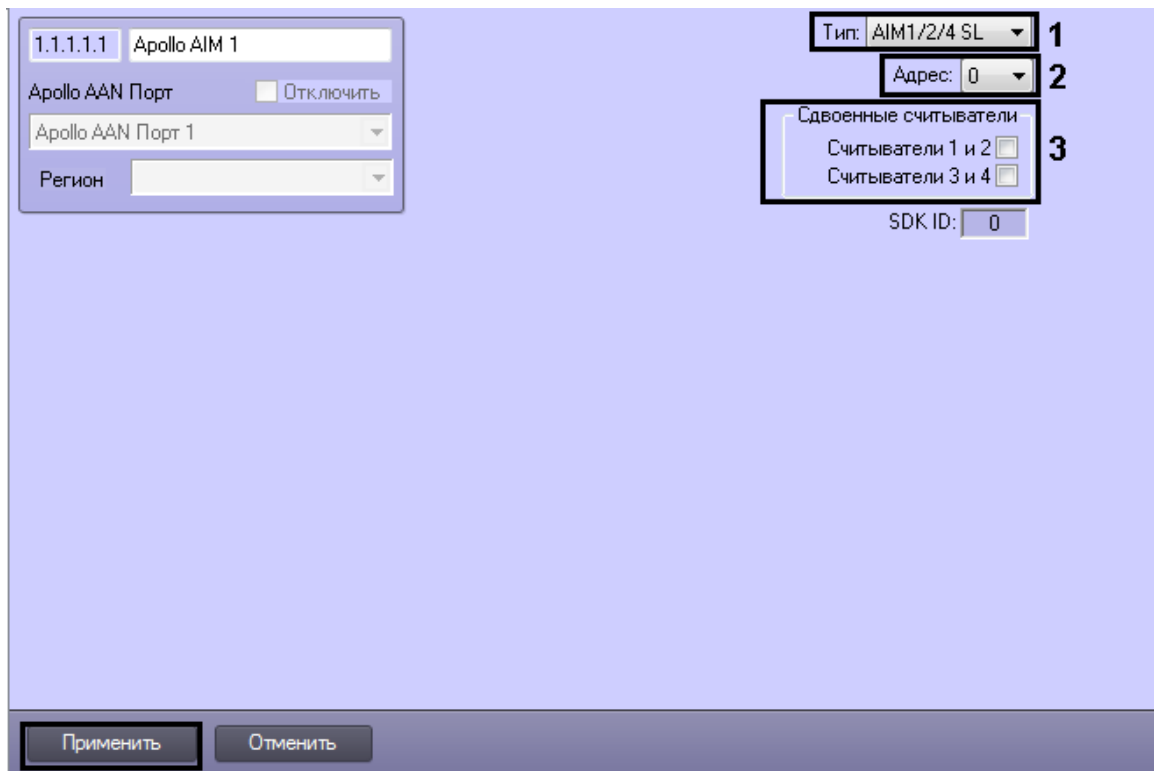 1.1.1.1.1 Apollo AIM 1
Apollo AAN Порт Отключить
Apollo AAN Порт 1
Регион
Тип: AIM1/2/4 SL 1
Адрес: 0 2
Сдвоенные считыватели
Считыватели 1 и 2 3
Считыватели 3 и 4
SDK ID: 0
Применить Отменить